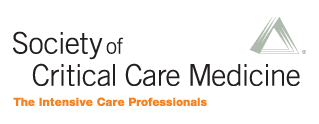 Society of
Critical Care Medicine
The Intensive Care Professionals